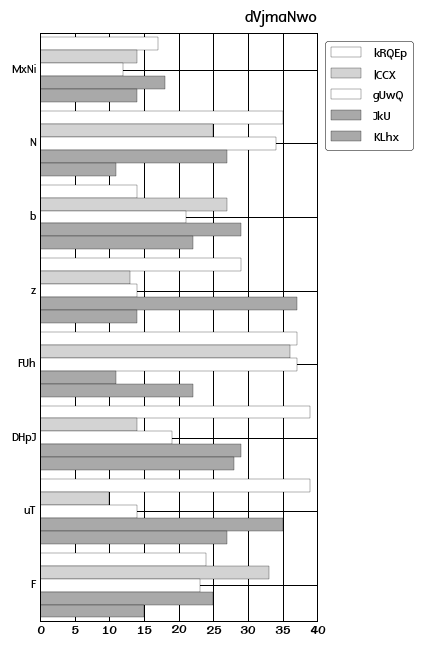 dVjmaNwo
MxNi
N
b
z
FUh
DHpJ
uT
F
0 5 10 15 20 25 30 35 40
kRQEp
lCCX
gUwQ
JkU
KLhx